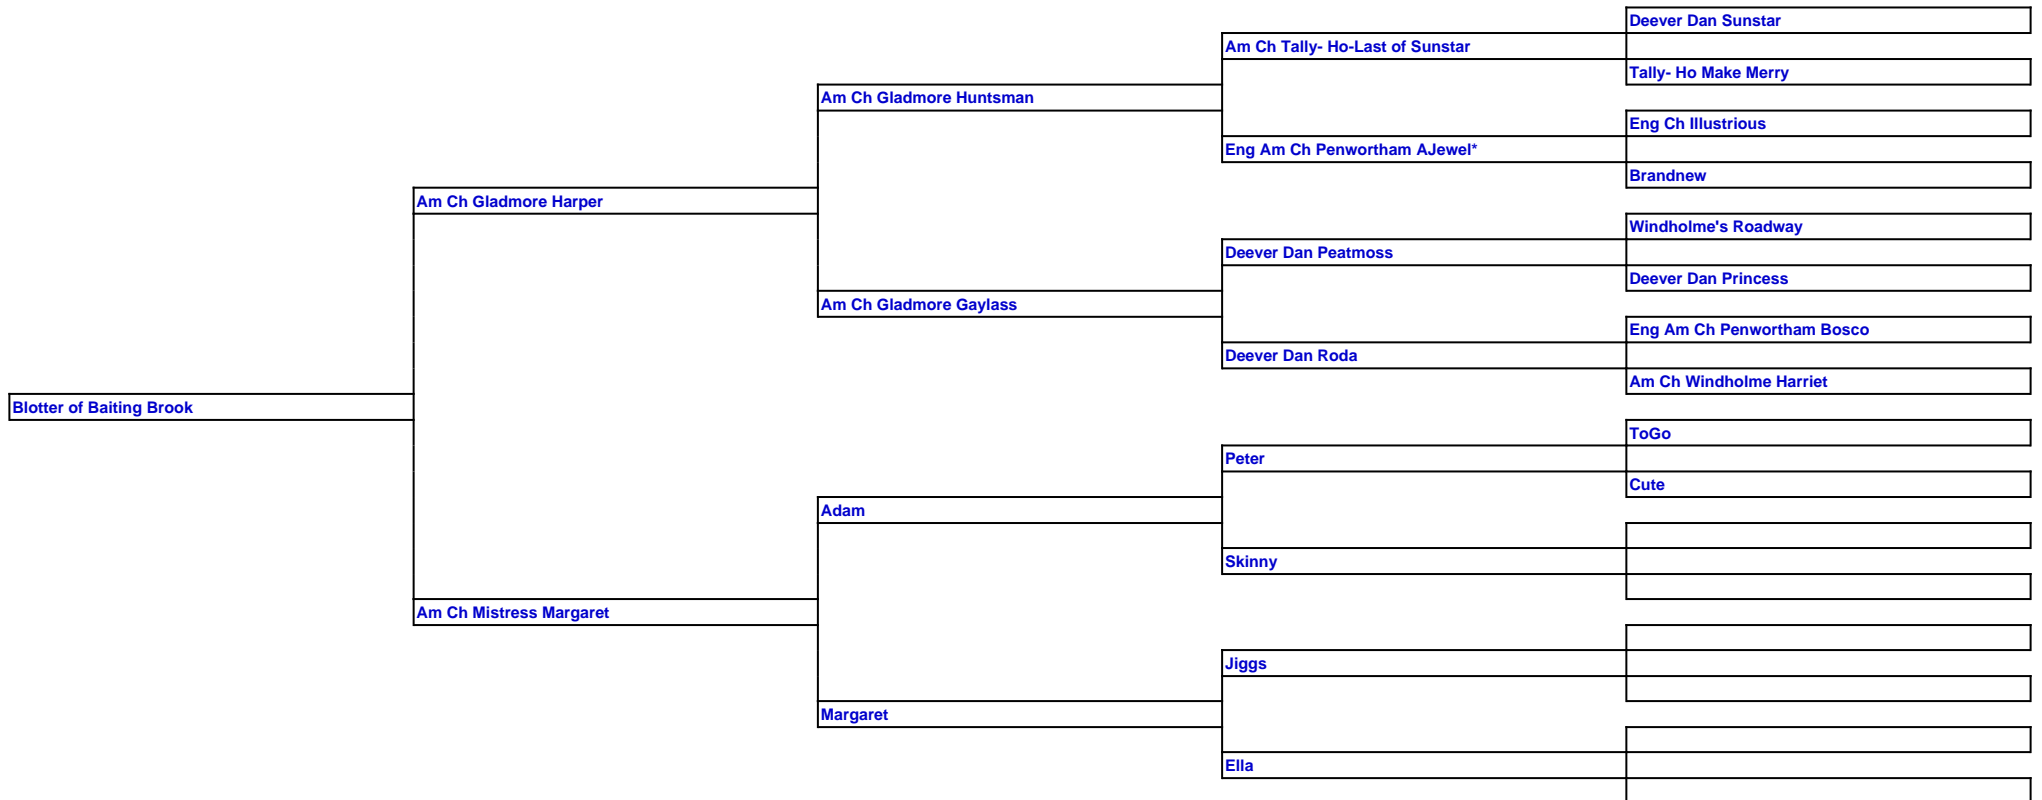 Deever Dan Sunstar
Am Ch Tally- Ho-Last of Sunstar
Tally- Ho Make Merry
Am Ch Gladmore Huntsman
Eng Ch Illustrious
Eng Am Ch Penwortham AJewel*
Brandnew
Am Ch Gladmore Harper
Windholme's Roadway
Deever Dan Peatmoss
Deever Dan Princess
Am Ch Gladmore Gaylass
Eng Am Ch Penwortham Bosco
Deever Dan Roda
Am Ch Windholme Harriet
Blotter of Baiting Brook
ToGo
Peter
Cute
Adam
Skinny
Am Ch Mistress Margaret
Jiggs
Margaret
Ella